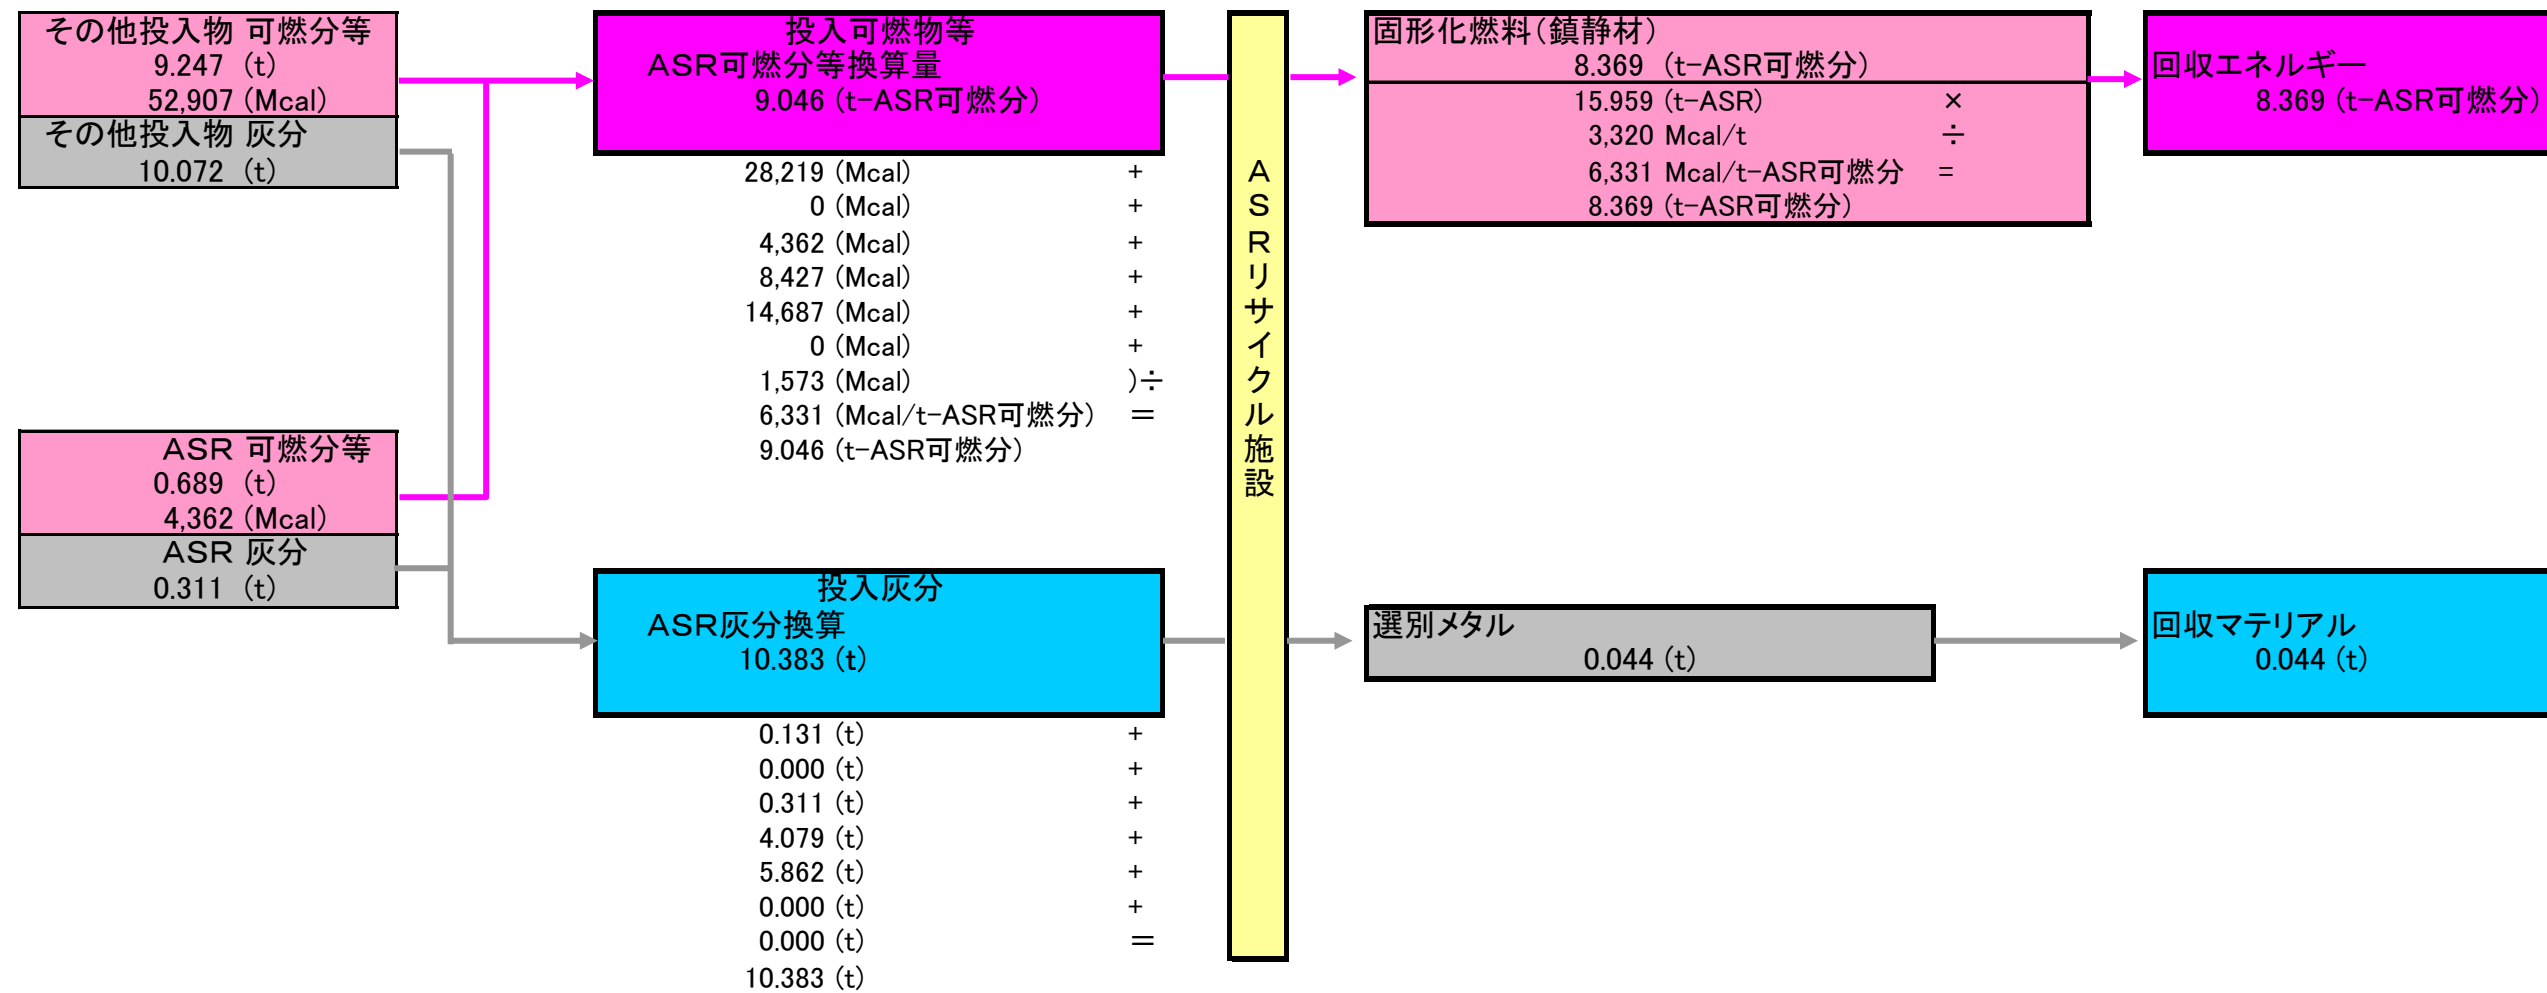 その他投入物 可燃分等
9.247 (t)
52,907 (Mcal)
その他投入物 灰分
10.072 (t)
ASR 可燃分等
0.689 (t)
4,362 (Mcal)
ASR 灰分
0.311 (t)
投入可燃物等
ASR可燃分等換算量
9.046 (t-ASR可燃分)
28,219 (Mcal) +
0 (Mcal) +
4,362 (Mcal) +
8,427 (Mcal) +
14,687 (Mcal) +
0 (Mcal) +
1,573 (Mcal) )÷
6,331 (Mcal/t-ASR可燃分) =
9.046 (t-ASR可燃分)
投入灰分
ASR灰分換算
10.383 (t)
0.131 (t) +
0.000 (t) +
0.311 (t) +
4.079 (t) +
5.862 (t) +
0.000 (t) +
0.000 (t) =
10.383 (t)
ASRリサイクル施設
固形化燃料(鎮静材)
8.369 (t-ASR可燃分)
15.959 (t-ASR) ×
3,320 Mcal/t ÷
6,331 Mcal/t-ASR可燃分 =
8.369 (t-ASR可燃分)
選別メタル
0.044 (t)
回収エネルギー
8.369 (t-ASR可燃分)
回収マテリアル
0.044 (t)